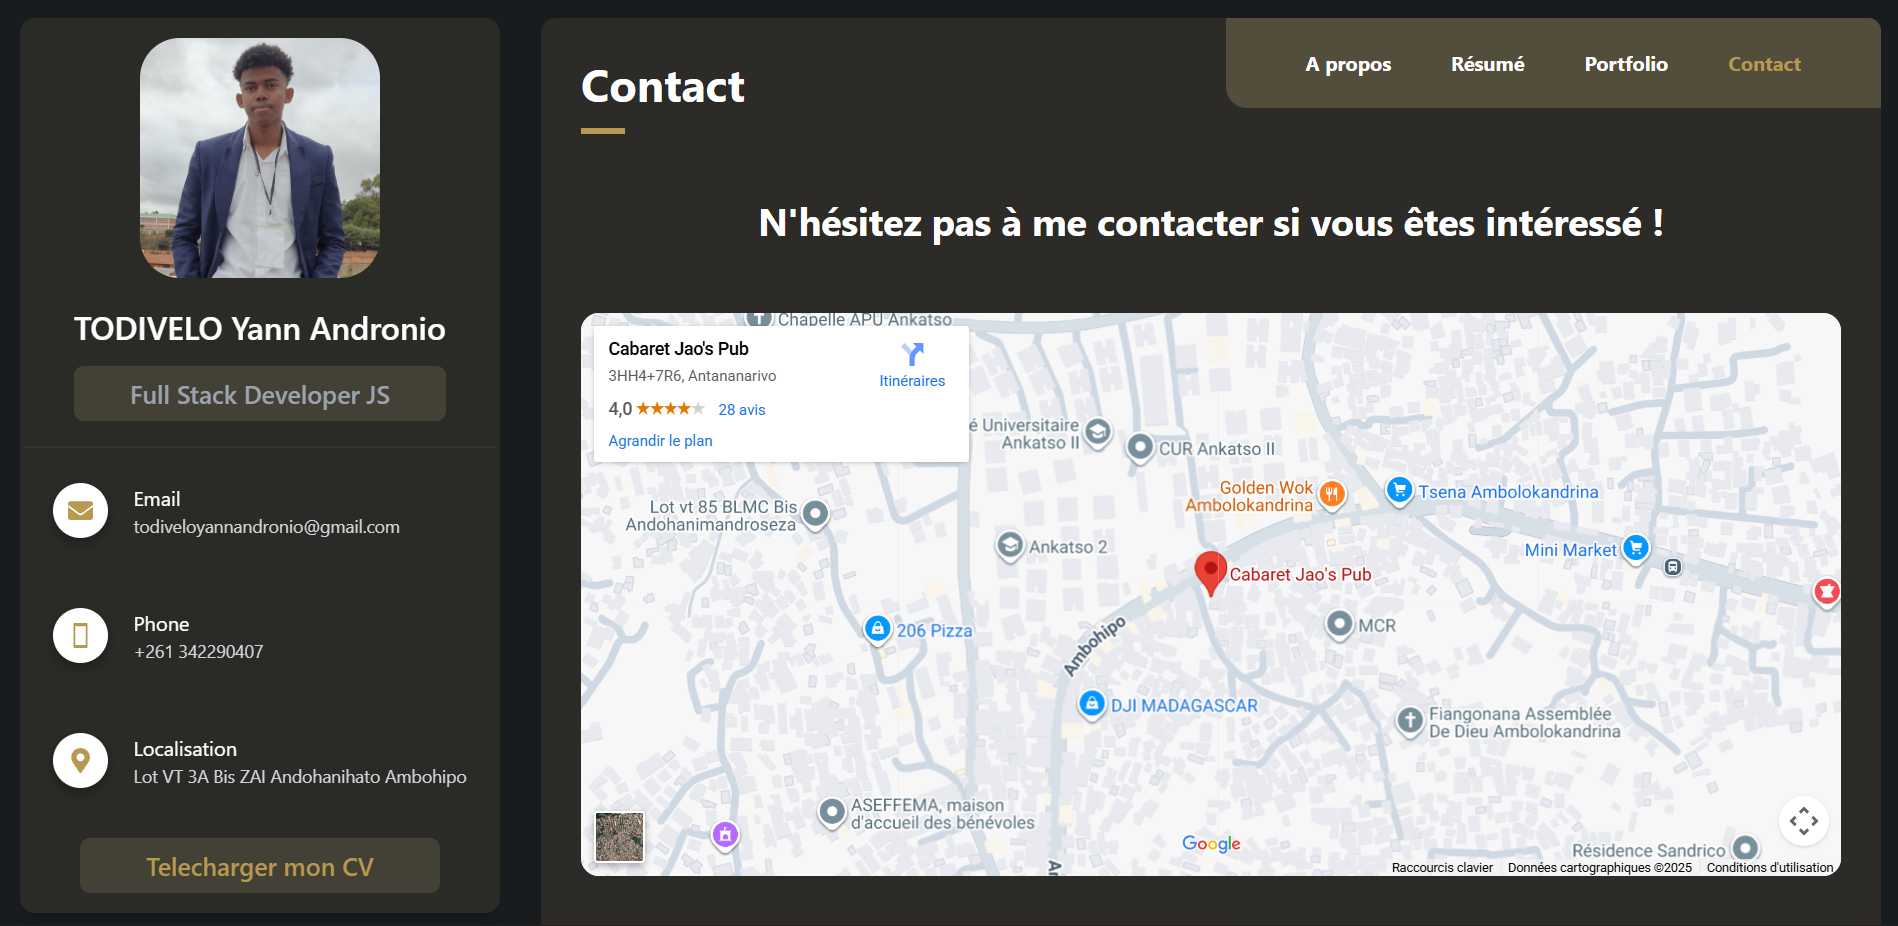 TODIVELO Yann Andronio
Full Stack Developer JS
Email
todiveloyannandronio@gmail.com
Phone
+261 342290407
Localisation
Lot VT 3A Bis ZAI Andohanihato Ambohipo
Telecharger mon CV
A propos
Résumé
Portfolio
Contact
Contact
N'hésitez pas à me contacter si vous êtes intéressé !
Chapelle APU Ankatso
Cabaret Jao's Pub
3HH4+7R6, Antananarivo
4,0
28 avis
Agrandir le plan
Itinéraires
é Universitaire
Ankatso II
CUR Ankatso II
Golden Wok
Ambolokandrina
Tsena Ambolokandrina
Lot vt 85 BLMC Bis
Andohanimandroseza
Ankatso 2
Mini Market
Cabaret Jao's Pub
206 Pizza
Ambohipo
MCR
DJI MADAGASCAR
Fiangonana Assemblée
De Dieu Ambolokandrina
ASEFFEMA, maison
d'accueil des bénévoles
Google
Résidence Sandrico
Raccourcis clavier
Données cartographiques ©2025
Conditions d'utilisation